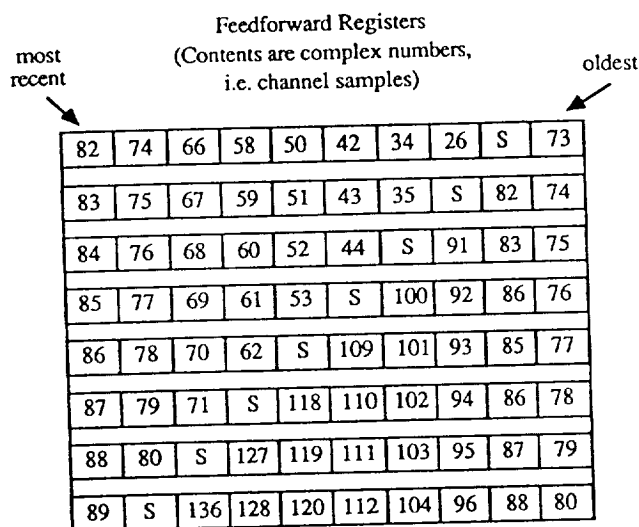 Feedforward Registers
(Contents are complex numbers,
i.e. channel samples)
most
recent
oldest
82 74 66 58 50 42 34 26 S 73
83 75 67 59 51 43 35 S 82 74
84 76 68 60 52 44 S 91 83 75
85 77 69 61 53 S 100 92 86 76
86 78 70 62 S 109 101 93 85 77
87 79 71 S 118 110 102 94 86 78
88 80 S 127 119 111 103 95 87 79
89 S 136 128 120 112 104 96 88 80